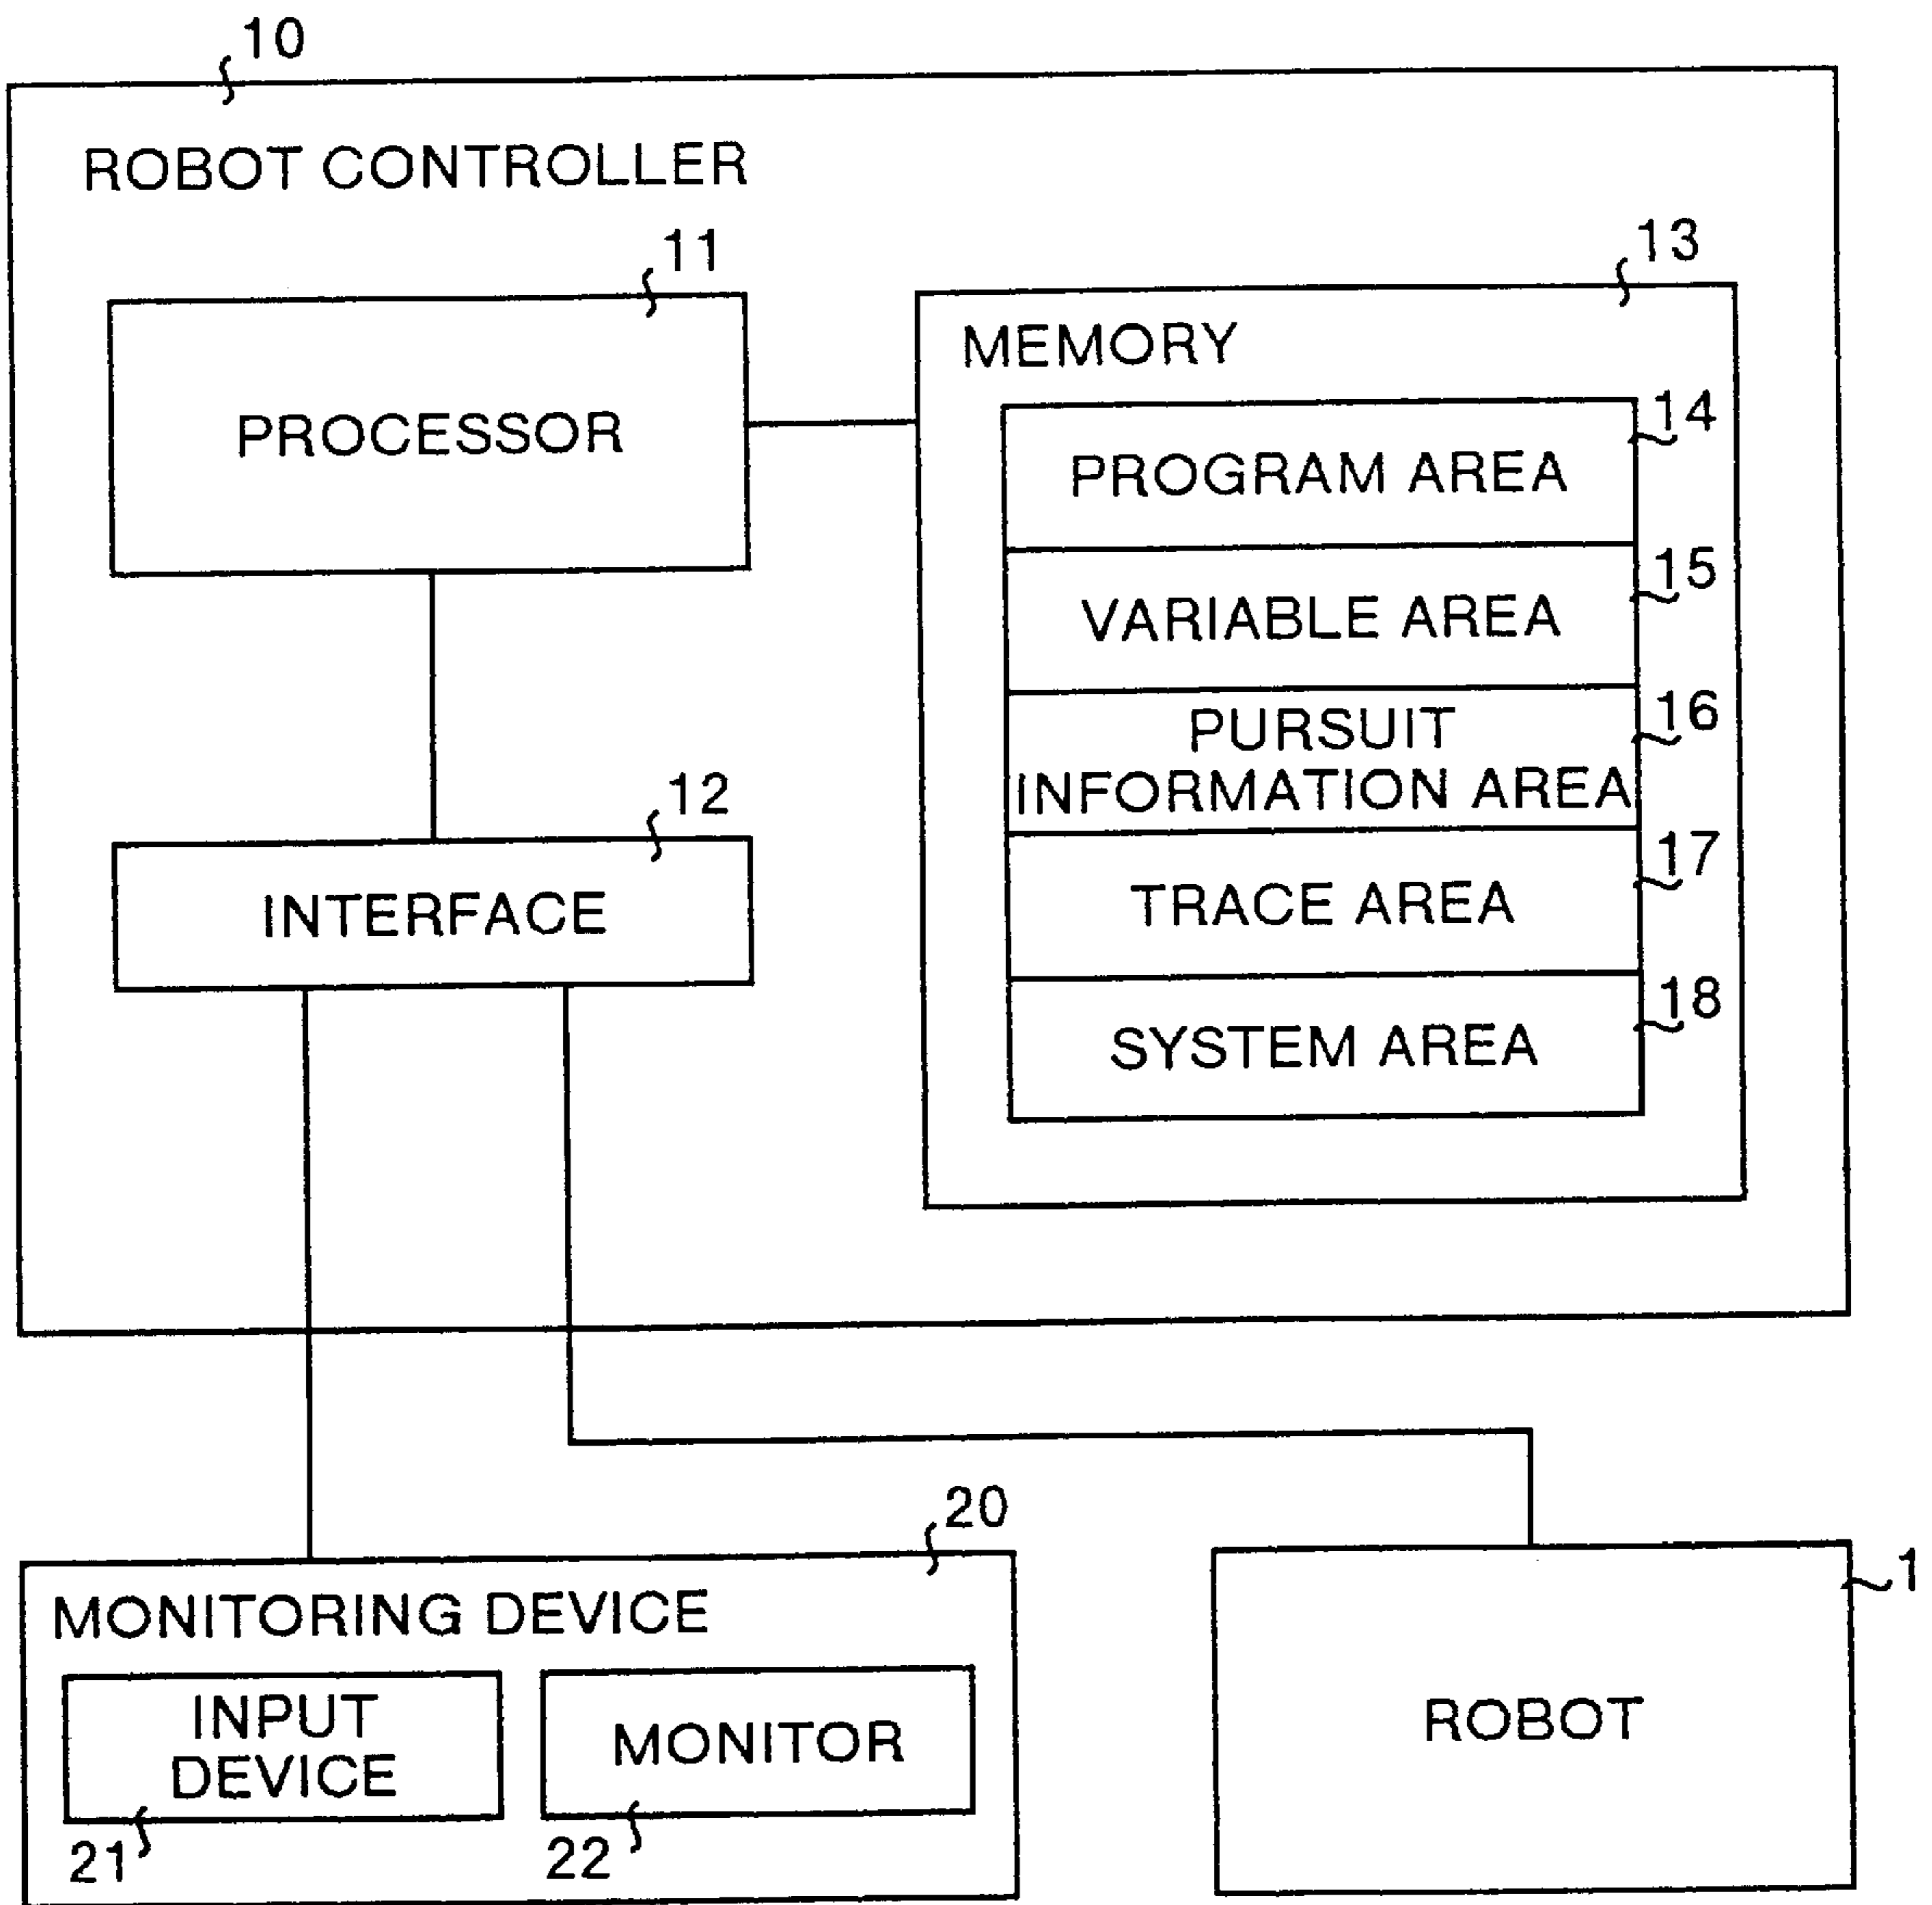 10
ROBOT CONTROLLER
11
PROCESSOR
13
MEMORY
14
PROGRAM AREA
15
VARIABLE AREA
16
PURSUIT
INFORMATION AREA
17
TRACE AREA
18
SYSTEM AREA
12
INTERFACE
20
MONITORING DEVICE
INPUT
DEVICE
21
MONITOR
22
1
ROBOT